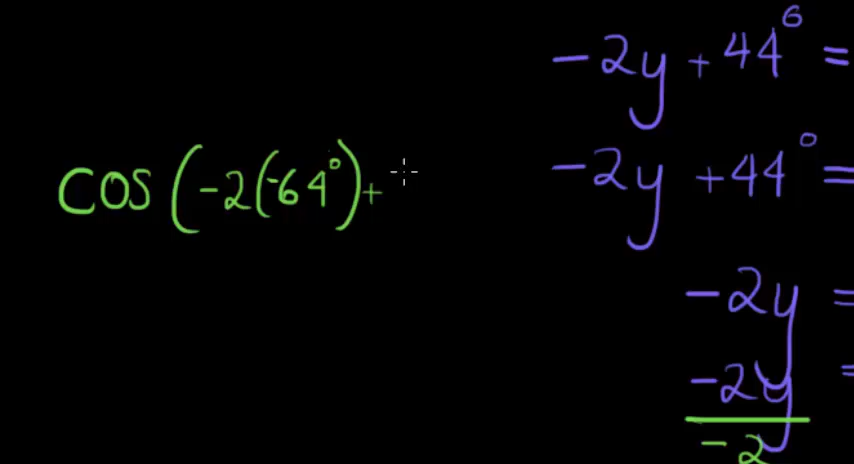 -2y + 44° =
cos (-2(-64°) +
-2y + 44° =
-2y =
-2y =
-2